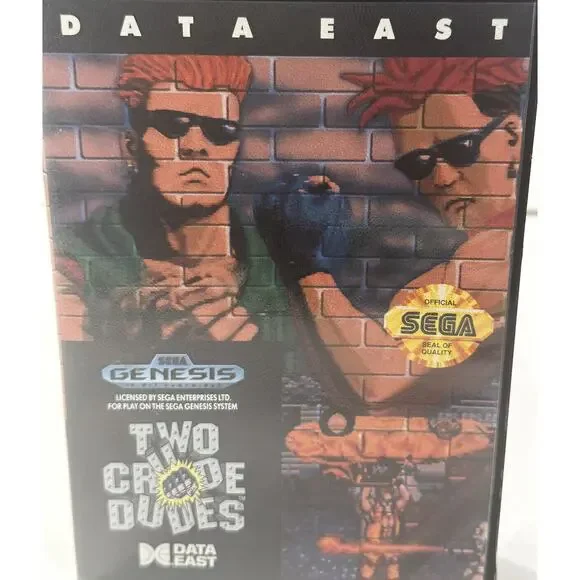 DATA EAST
OFFICIAL
SEGA
SEAL OF
QUALITY
SEGA
GENESIS
LICENSED BY SEGA ENTERPRISES LTD.
FOR PLAY ON THE SEGA GENESIS SYSTEM
TWO
CRUDE
DUDES
DATA
EAST